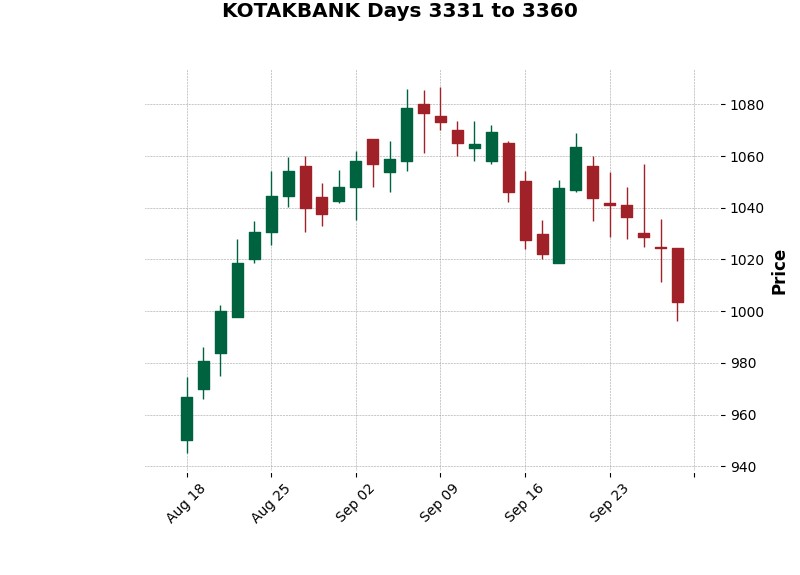 KOTAKBANK Days 3331 to 3360
1080
1060
1040
1020
1000
980
960
940
Price
Aug 18
Aug 25
Sep 02
Sep 09
Sep 16
Sep 23